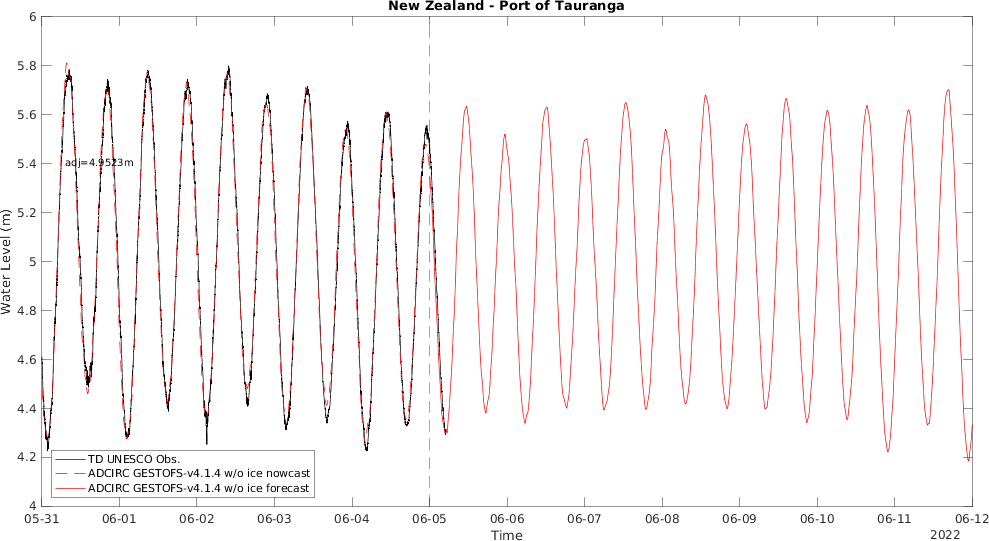 New Zealand - Port of Tauranga
6
5.8
5.6
5.4
5.2
5
4.8
4.6
4.4
4.2
4
Water Level (m)
adj=4.9523m
TD UNESCO Obs.
ADCIRC GESTOFS-v4.1.4 w/o ice nowcast
ADCIRC GESTOFS-v4.1.4 w/o ice forecast
05-31 06-01 06-02 06-03 06-04 06-05 06-06 06-07 06-08 06-09 06-10 06-11 06-12
Time
2022